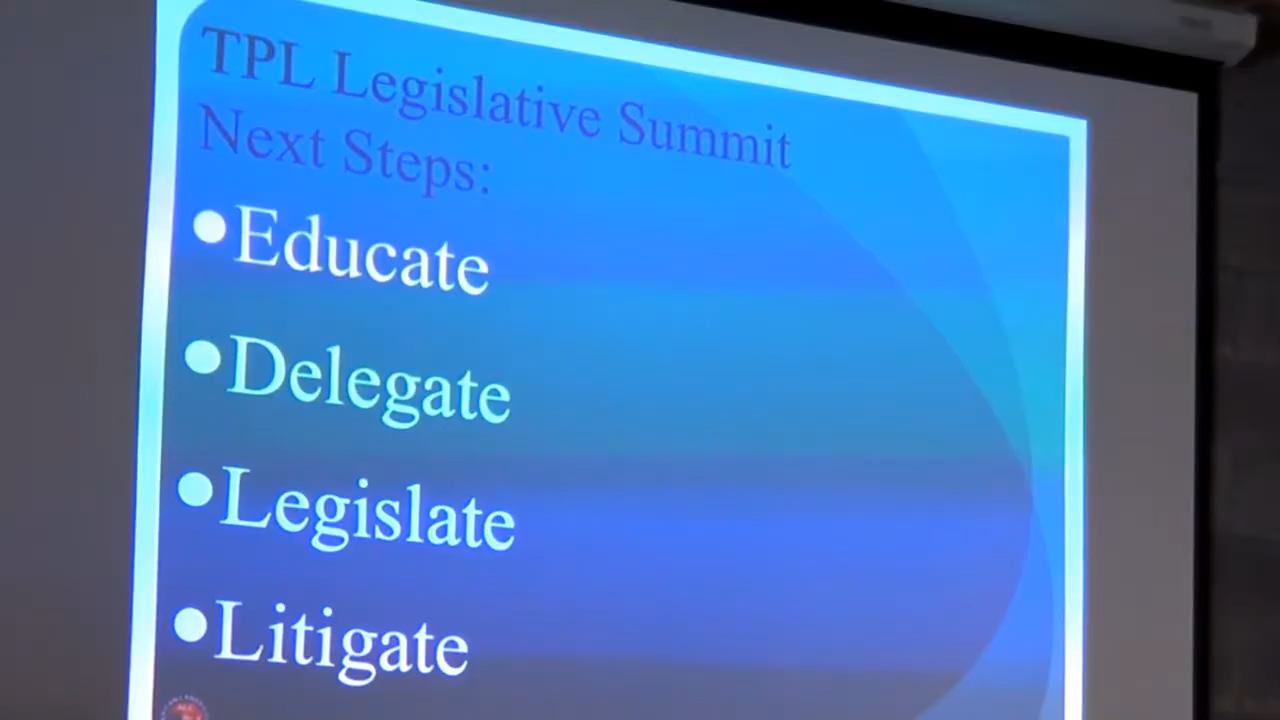 TPL Legislative Summit
Next Steps:
•Educate
•Delegate
•Legislate
•Litigate